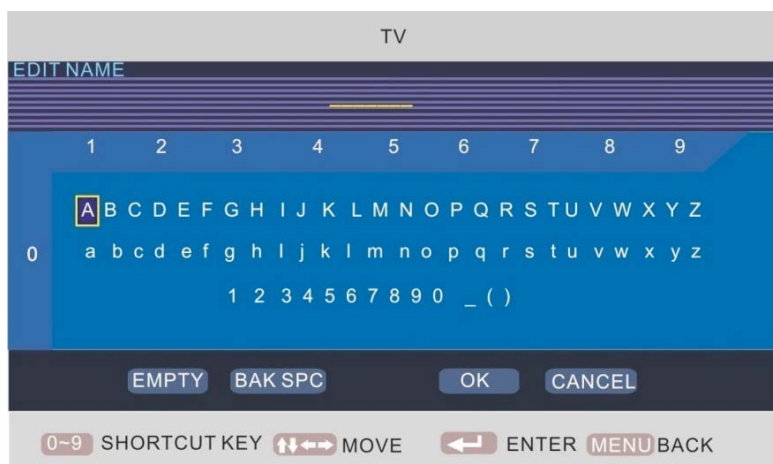 TV
EDIT NAME
1 2 3 4 5 6 7 8 9
A B C D E F G H I J K L M N O P Q R S T U V W X Y Z
0 a b c d e f g h I j k l m n o p q r s t u v w x y z
1 2 3 4 5 6 7 8 9 0 _ ( )
EMPTY BAK SPC OK CANCEL
0~9 SHORTCUT KEY MOVE ENTER MENU BACK